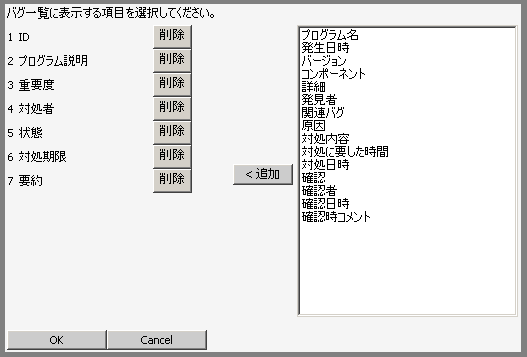 バグ一覧に表示する項目を選択してください。
1 ID 削除
2 プログラム説明 削除
3 重要度 削除
4 対処者 削除
5 状態 削除
6 対処期限 削除
7 要約 削除
< 追加
プログラム名
発生日時
バージョン
コンポーネント
詳細
発見者
関連バグ
原因
対処内容
対処に要した時間
対処日時
確認
確認者
確認日時
確認時コメント
OK Cancel